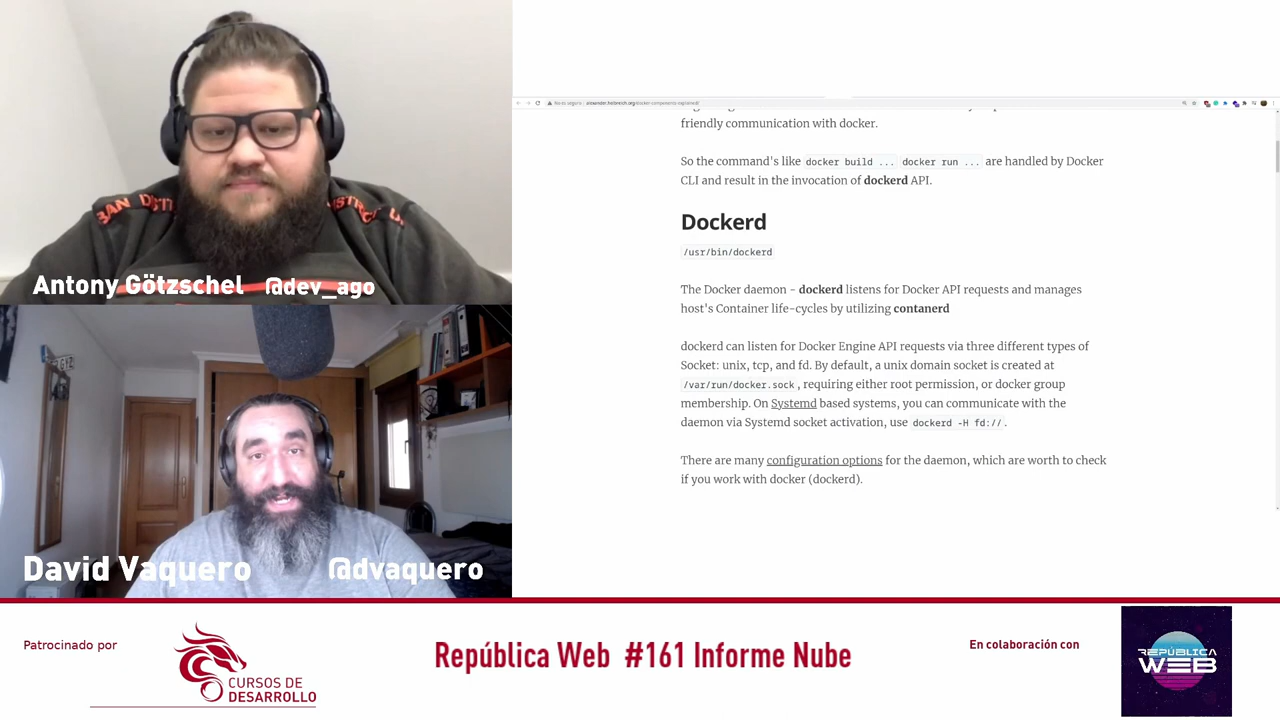 Antony Götzschel @dev_ago
David Vaquero @dvaquero
friendly communication with docker.
So the command's like docker build ... docker run ... are handled by Docker
CLI and result in the invocation of dockerd API.
Dockerd
/usr/bin/dockerd
The Docker daemon - dockerd listens for Docker API requests and manages
host's Container life-cycles by utilizing contanerd
dockerd can listen for Docker Engine API requests via three different types of
Socket: unix, tcp, and fd. By default, a unix domain socket is created at
/var/run/docker.sock, requiring either root permission, or docker group
membership. On Systemd based systems, you can communicate with the
daemon via Systemd socket activation, use dockerd -H fd://.
There are many configuration options for the daemon, which are worth to check
if you work with docker (dockerd).
Patrocinado por
CURSOS DE
DESARROLLO
República Web #161 Informe Nube
En colaboración con
REPÚBLICA
WEB